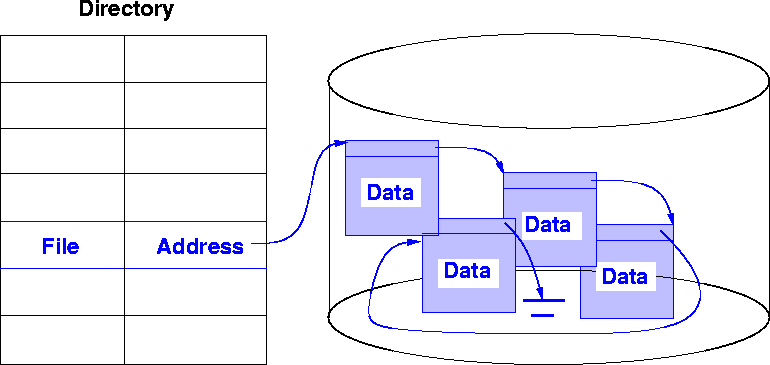 Directory
File Address
Data
Data
Data
Data